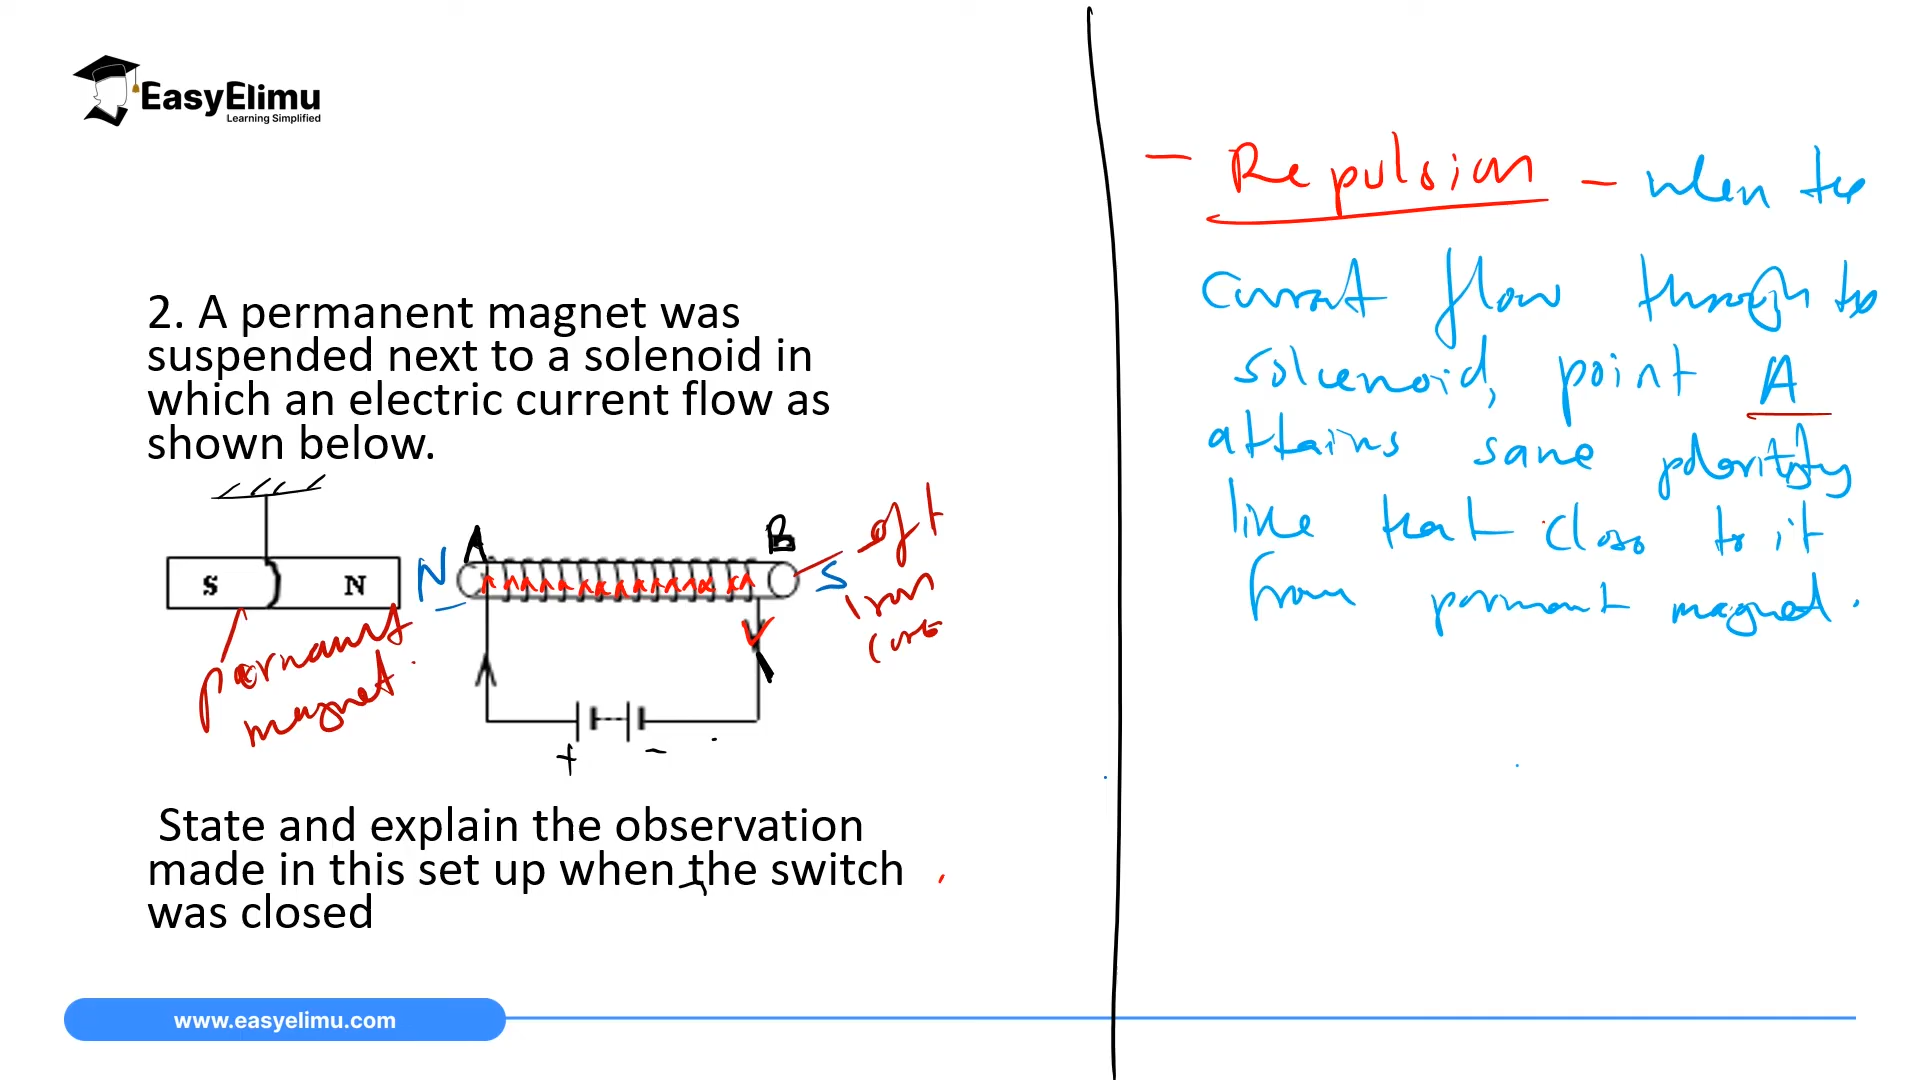 EasyElimu
Learning Simplified
2. A permanent magnet was
suspended next to a solenoid in
which an electric current flow as
shown below.
S N
N
A
B
S
soft
iron
core
permanent
magnet.
+ -
State and explain the observation
made in this set up when the switch
was closed
www.easyelimu.com
- Repulsion - when the
current flow through the
solenoid, point A
attains same polarity
like that close to it
from permanent magnet.